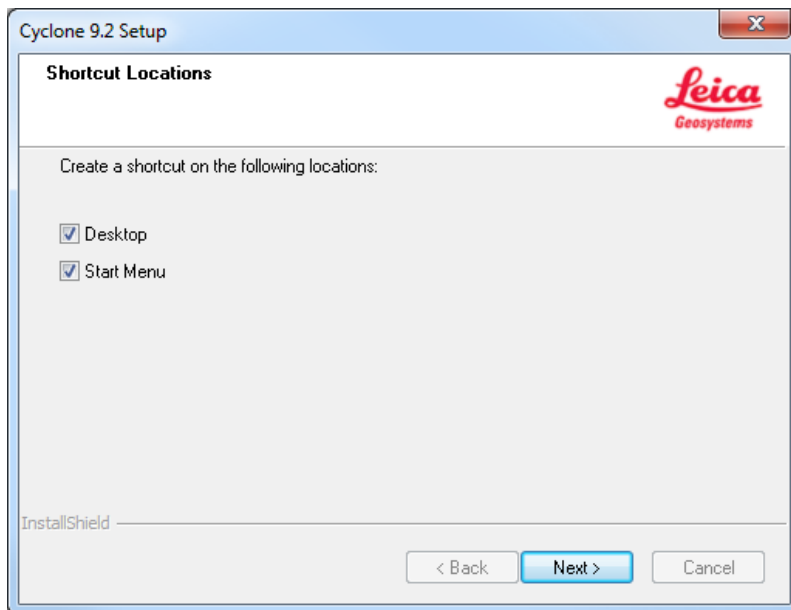 Cyclone 9.2 Setup
Shortcut Locations
Leica
Geosystems
Create a shortcut on the following locations:
Desktop
Start Menu
InstallShield
< Back
Next >
Cancel